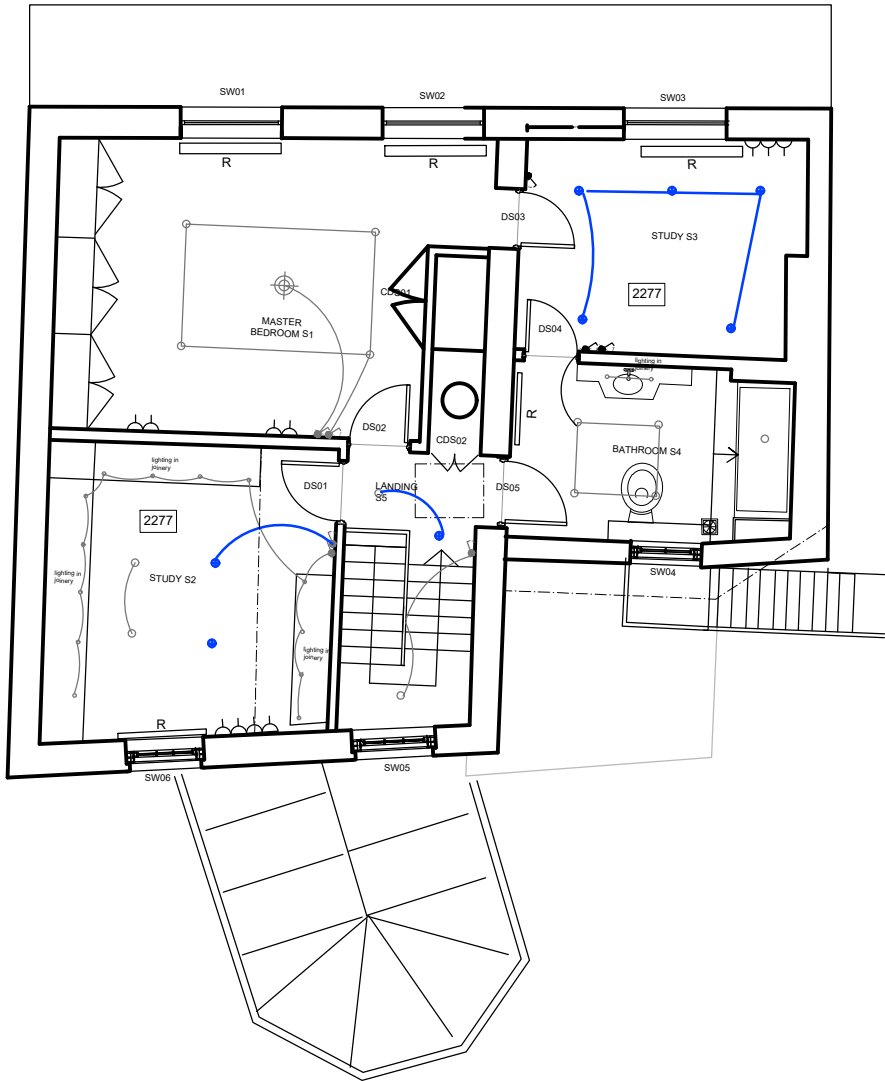 SW01
SW02
SW03
R
R
R
DS03
STUDY S3
CDS01
2277
MASTER
BEDROOM S1
DS04
lighting in
joinery
R
DS02
CDS02
BATHROOM S4
lighting in
joinery
DS01
LANDING
S5
DS05
2277
lighting in
joinery
STUDY S2
SW04
lighting in
joinery
R
SW06
SW05